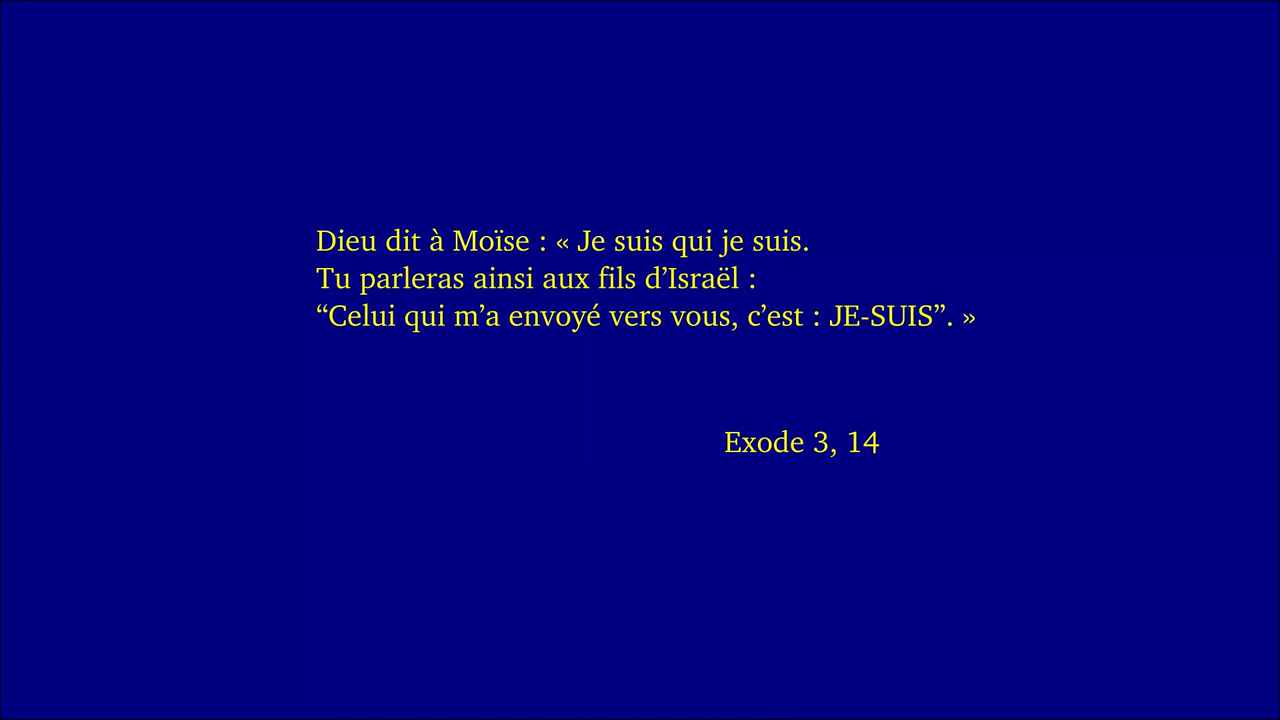 Dieu dit à Moïse : « Je suis qui je suis.
Tu parleras ainsi aux fils d’Israël :
“Celui qui m’a envoyé vers vous, c’est : JE-SUIS”. »
Exode 3, 14